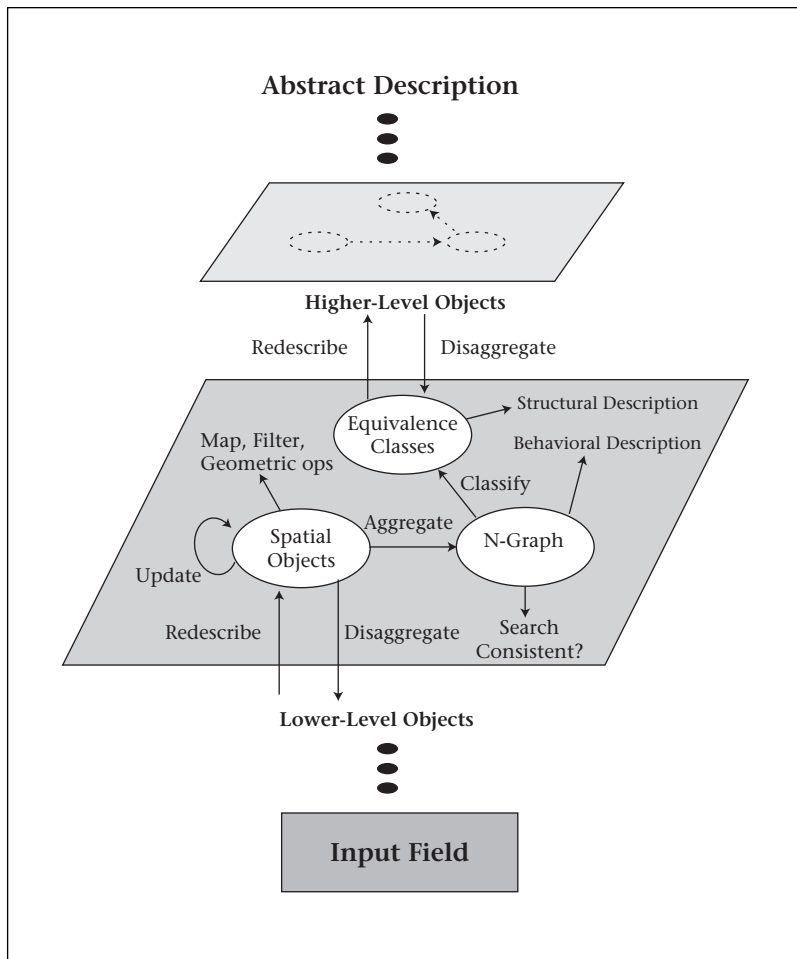 Abstract Description
Higher-Level Objects
Redescribe
Disaggregate
Equivalence
Classes
Structural Description
Behavioral Description
Map, Filter,
Geometric ops
Classify
Aggregate
Spatial
Objects
N-Graph
Update
Redescribe
Disaggregate
Search
Consistent?
Lower-Level Objects
Input Field